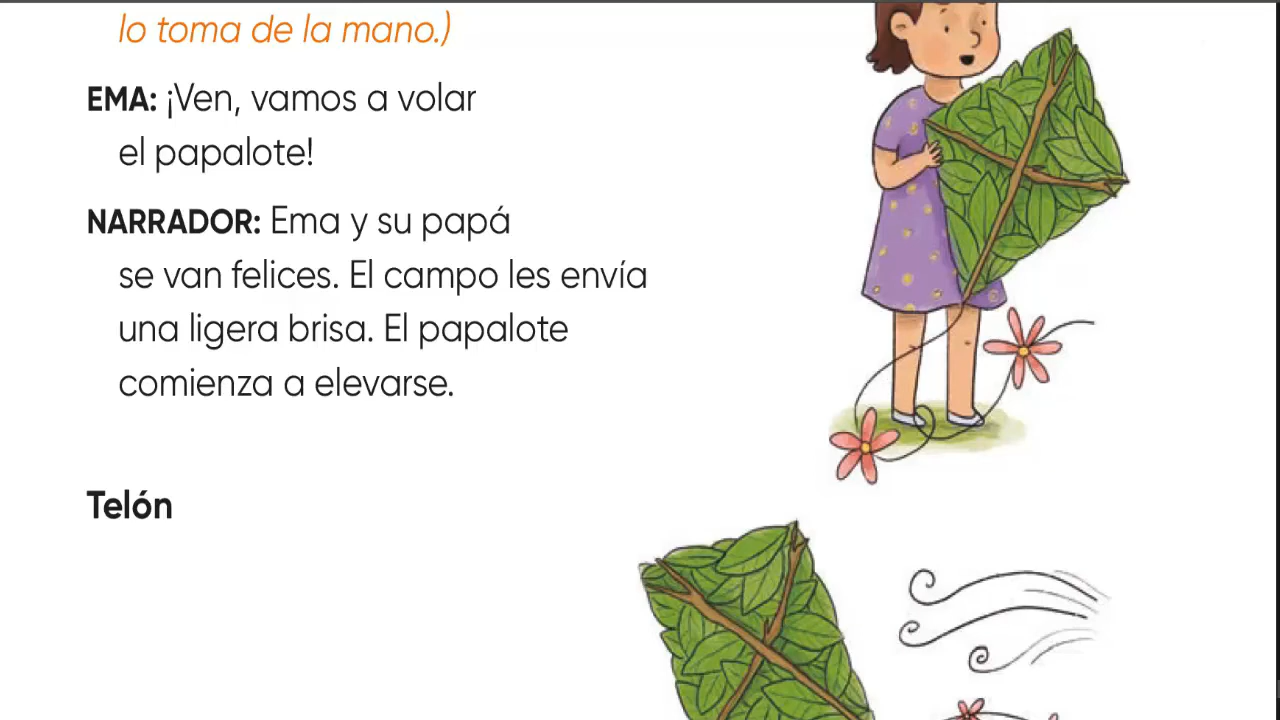 lo toma de la mano.)
EMA: ¡Ven, vamos a volar
el papalote!
NARRADOR: Ema y su papá
se van felices. El campo les envía
una ligera brisa. El papalote
comienza a elevarse.
Telón